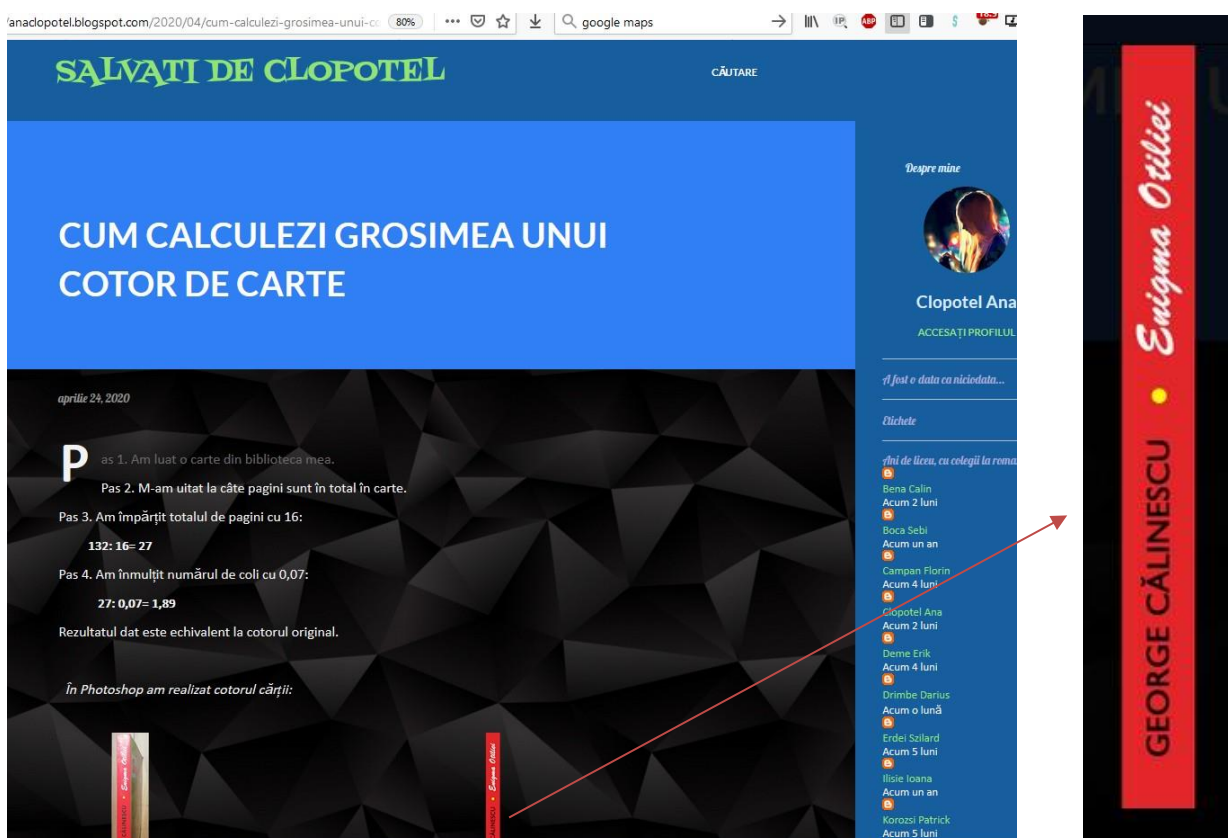 /anaclopotel.blogspot.com/2020/04/cum-calculezi-grosimea-unui-co
80%
google maps
SALVATI DE CLOPOTEL
CĂUTARE
CUM CALCULEZI GROSIMEA UNUI
COTOR DE CARTE
aprilie 24, 2020
Pas 1. Am luat o carte din biblioteca mea.
Pas 2. M-am uitat la câte pagini sunt în total în carte.
Pas 3. Am împărțit totalul de pagini cu 16:
132: 16= 27
Pas 4. Am înmulțit numărul de coli cu 0,07:
27: 0,07= 1,89
Rezultatul dat este echivalent la cotorul original.
În Photoshop am realizat cotorul cărții:
Despre mine
Clopotel Ana
ACCESAȚI PROFILUL
A fost o data ca niciodata...
Etichete
Ani de liceu, cu colegii la roma
Bena Calin
Acum 2 luni
Boca Sebi
Acum un an
Campan Florin
Acum 4 luni
Clopotel Ana
Acum 2 luni
Deme Erik
Acum 4 luni
Drimbe Darius
Acum o lună
Erdei Szilard
Acum 5 luni
Ilisie Ioana
Acum un an
Korozsi Patrick
Acum 5 luni
GEORGE CĂLINESCU • Enigma Otiliei